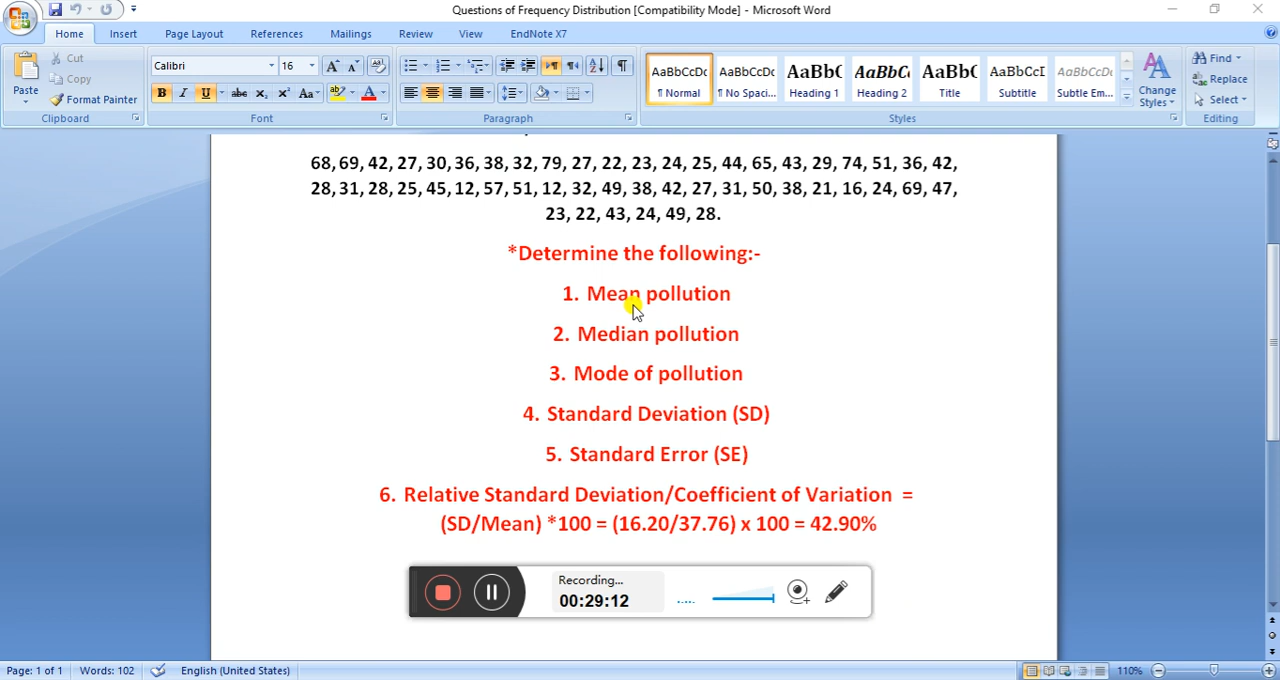 Questions of Frequency Distribution [Compatibility Mode] - Microsoft Word
Home Insert Page Layout References Mailings Review View EndNote X7
Paste Cut Copy Format Painter
Calibri 16
AaBbCcDc AaBbCcDc AaBbC AaBbCc AaBbC AaBbCcI AaBbCcDc
¶ Normal ¶ No Spaci... Heading 1 Heading 2 Title Subtitle Subtle Em...
Change Styles
Find Replace Select
Clipboard Font Paragraph Styles Editing
68, 69, 42, 27, 30, 36, 38, 32, 79, 27, 22, 23, 24, 25, 44, 65, 43, 29, 74, 51, 36, 42,
28, 31, 28, 25, 45, 12, 57, 51, 12, 32, 49, 38, 42, 27, 31, 50, 38, 21, 16, 24, 69, 47,
23, 22, 43, 24, 49, 28.
*Determine the following:-
1. Mean pollution
2. Median pollution
3. Mode of pollution
4. Standard Deviation (SD)
5. Standard Error (SE)
6. Relative Standard Deviation/Coefficient of Variation =
(SD/Mean) *100 = (16.20/37.76) x 100 = 42.90%
Recording...
00:29:12
Page: 1 of 1 Words: 102 English (United States) 110%